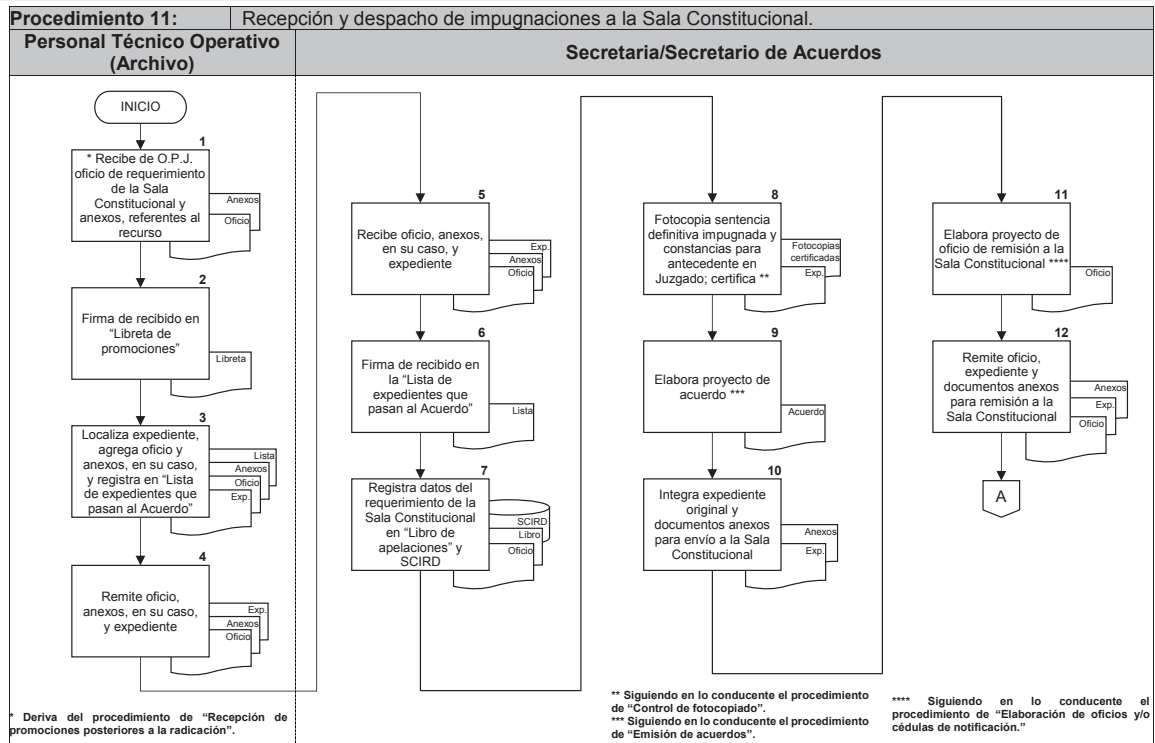 Procedimiento 11: Recepción y despacho de impugnaciones a la Sala Constitucional.
Personal Técnico Operativo
(Archivo)
Secretaria/Secretario de Acuerdos
INICIO
1
* Recibe de O.P.J.
oficio de requerimiento
de la Sala
Constitucional y
anexos, referentes al
recurso
Anexos
Oficio
2
Firma de recibido en
“Libreta de
promociones”
Libreta
3
Localiza expediente,
agrega oficio y
anexos, en su caso,
y registra en “Lista
de expedientes que
pasan al Acuerdo”
Lista
Anexos
Oficio
Exp.
4
Remite oficio,
anexos, en su caso,
y expediente
Exp.
Anexos
Oficio
* Deriva del procedimiento de “Recepción de
promociones posteriores a la radicación”.
5
Recibe oficio, anexos,
en su caso, y
expediente
Exp.
Anexos
Oficio
6
Firma de recibido en
la “Lista de
expedientes que
pasan al Acuerdo”
Lista
7
Registra datos del
requerimiento de la
Sala Constitucional
en “Libro de
apelaciones” y
SCIRD
SCIRD
Libro
Oficio
8
Fotocopia sentencia
definitiva impugnada y
constancias para
antecedente en
Juzgado; certifica **
Fotocopias
certificadas
Exp.
9
Elabora proyecto de
acuerdo ***
Acuerdo
10
Integra expediente
original y
documentos anexos
para envío a la Sala
Constitucional
Anexos
Exp.
** Siguiendo en lo conducente el procedimiento
de “Control de fotocopiado”.
*** Siguiendo en lo conducente el procedimiento
de “Emisión de acuerdos”.
11
Elabora proyecto de
oficio de remisión a la
Sala Constitucional ****
Oficio
12
Remite oficio,
expediente y
documentos anexos
para remisión a la
Sala Constitucional
Anexos
Exp.
Oficio
A
**** Siguiendo en lo conducente el
procedimiento de “Elaboración de oficios y/o
cédulas de notificación.”